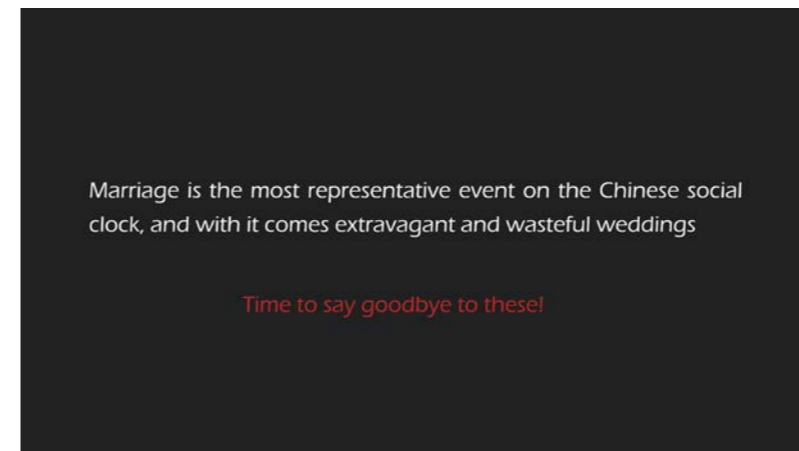 Marriage is the most representative event on the Chinese social
clock, and with it comes extravagant and wasteful weddings
Time to say goodbye to these!